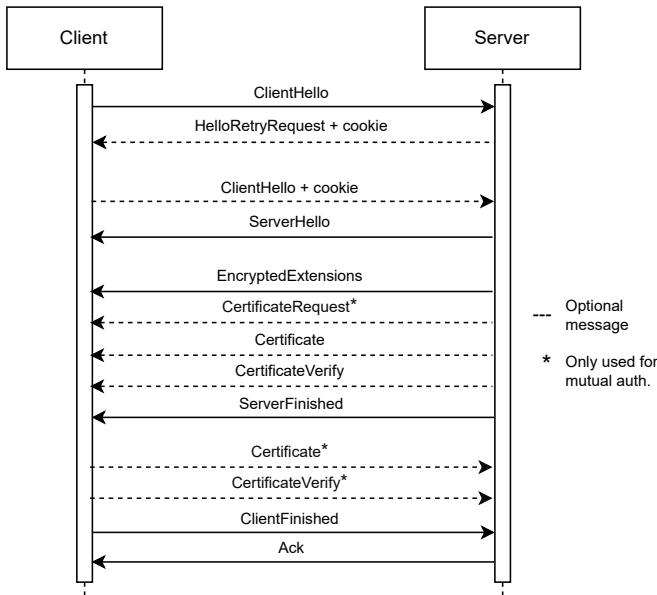 Client
Server
ClientHello
HelloRetryRequest + cookie
ClientHello + cookie
ServerHello
EncryptedExtensions
CertificateRequest*
Certificate
CertificateVerify
ServerFinished
Certificate*
CertificateVerify*
ClientFinished
Ack
--- Optional
message
* Only used for
mutual auth.